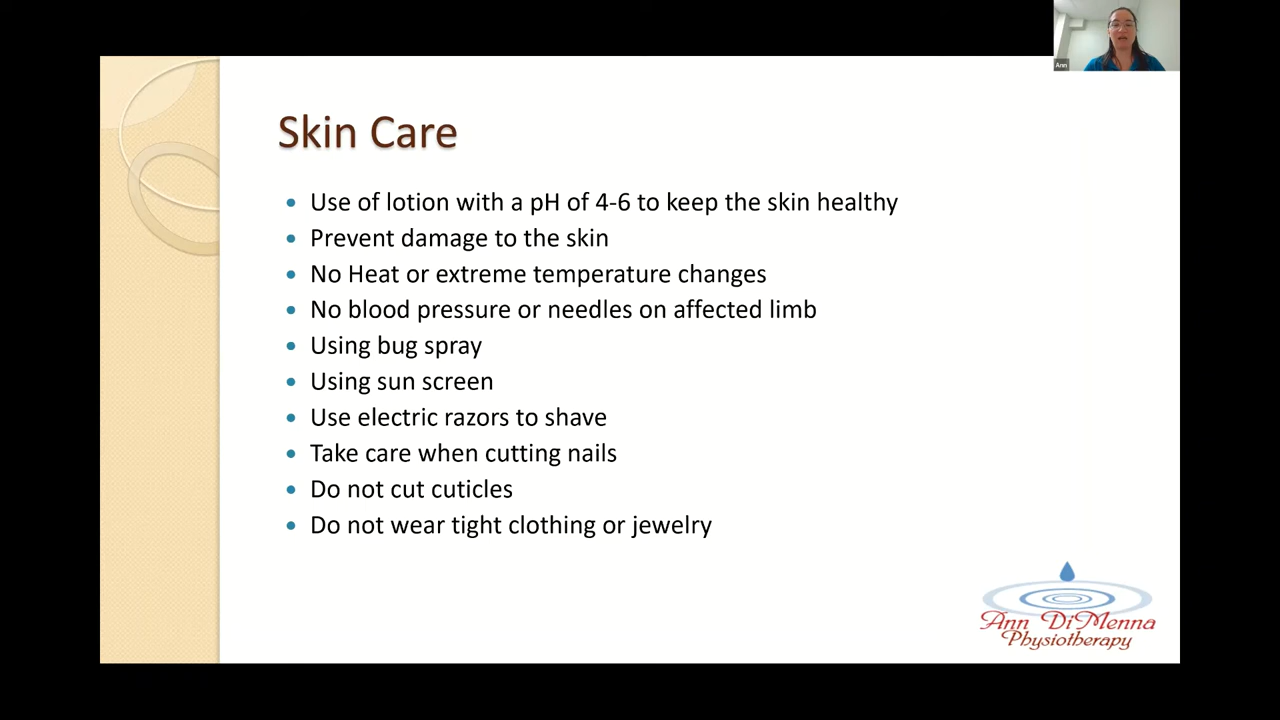 Ann
Skin Care
• Use of lotion with a pH of 4-6 to keep the skin healthy
• Prevent damage to the skin
• No Heat or extreme temperature changes
• No blood pressure or needles on affected limb
• Using bug spray
• Using sun screen
• Use electric razors to shave
• Take care when cutting nails
• Do not cut cuticles
• Do not wear tight clothing or jewelry
Ann DiMenna
Physiotherapy